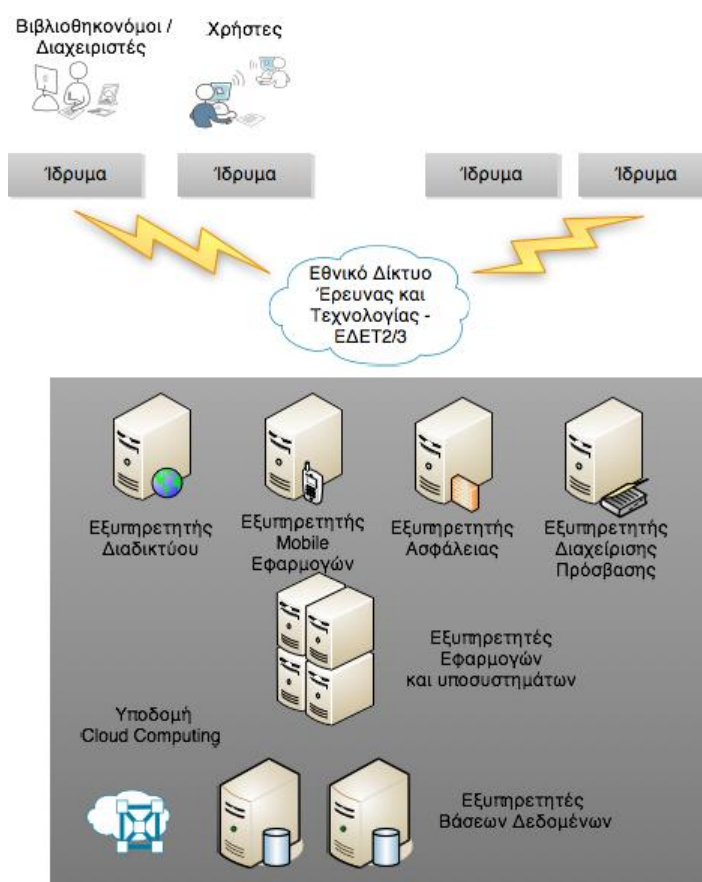 Βιβλιοθηκονόμοι /
Διαχειριστές
Χρήστες
Ίδρυμα
Ίδρυμα
Ίδρυμα
Ίδρυμα
Εθνικό Δίκτυο
Έρευνας και
Τεχνολογίας -
ΕΔΕΤ2/3
Εξυπηρετητής
Διαδικτύου
Εξυπηρετητής
Mobile
Εφαρμογών
Εξυπηρετητής
Ασφάλειας
Εξυπηρετητής
Διαχείρισης
Πρόσβασης
Εξυπηρετητές
Εφαρμογών
και υποσυστημάτων
Υποδομή
Cloud Computing
Εξυπηρετητές
Βάσεων Δεδομένων